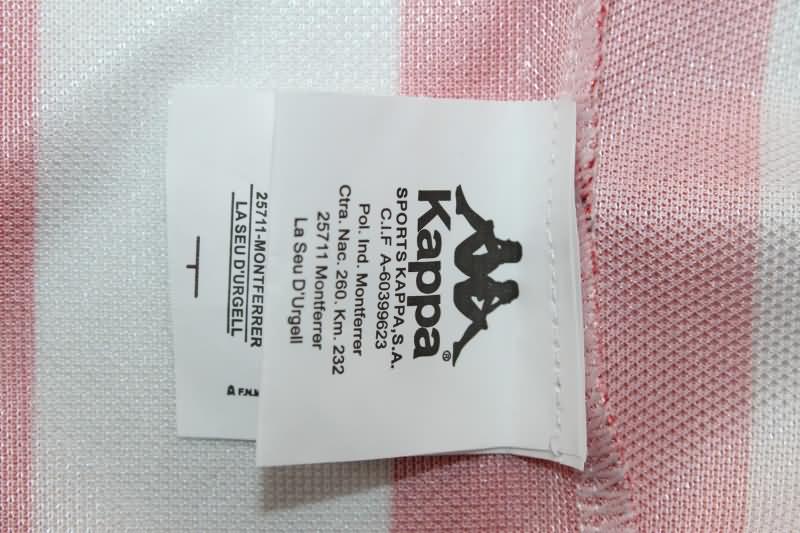 Kappa®
SPORTS KAPPA,S.A.
C.I.F A-60399623
Pol. Ind. Montferrer
Ctra. Nac. 260. Km. 232
25711 Montferrer
La Seu D'Urgell
25711-MONTFERRER
LA SEU D'URGELL
F.N.